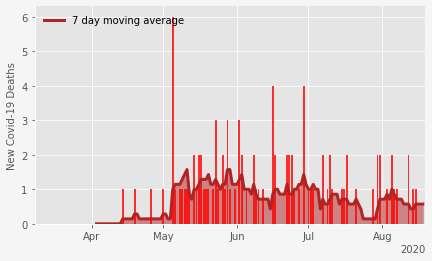 7 day moving average
New Covid-19 Deaths
6
5
4
3
2
1
0
Apr
May
Jun
Jul
Aug
2020